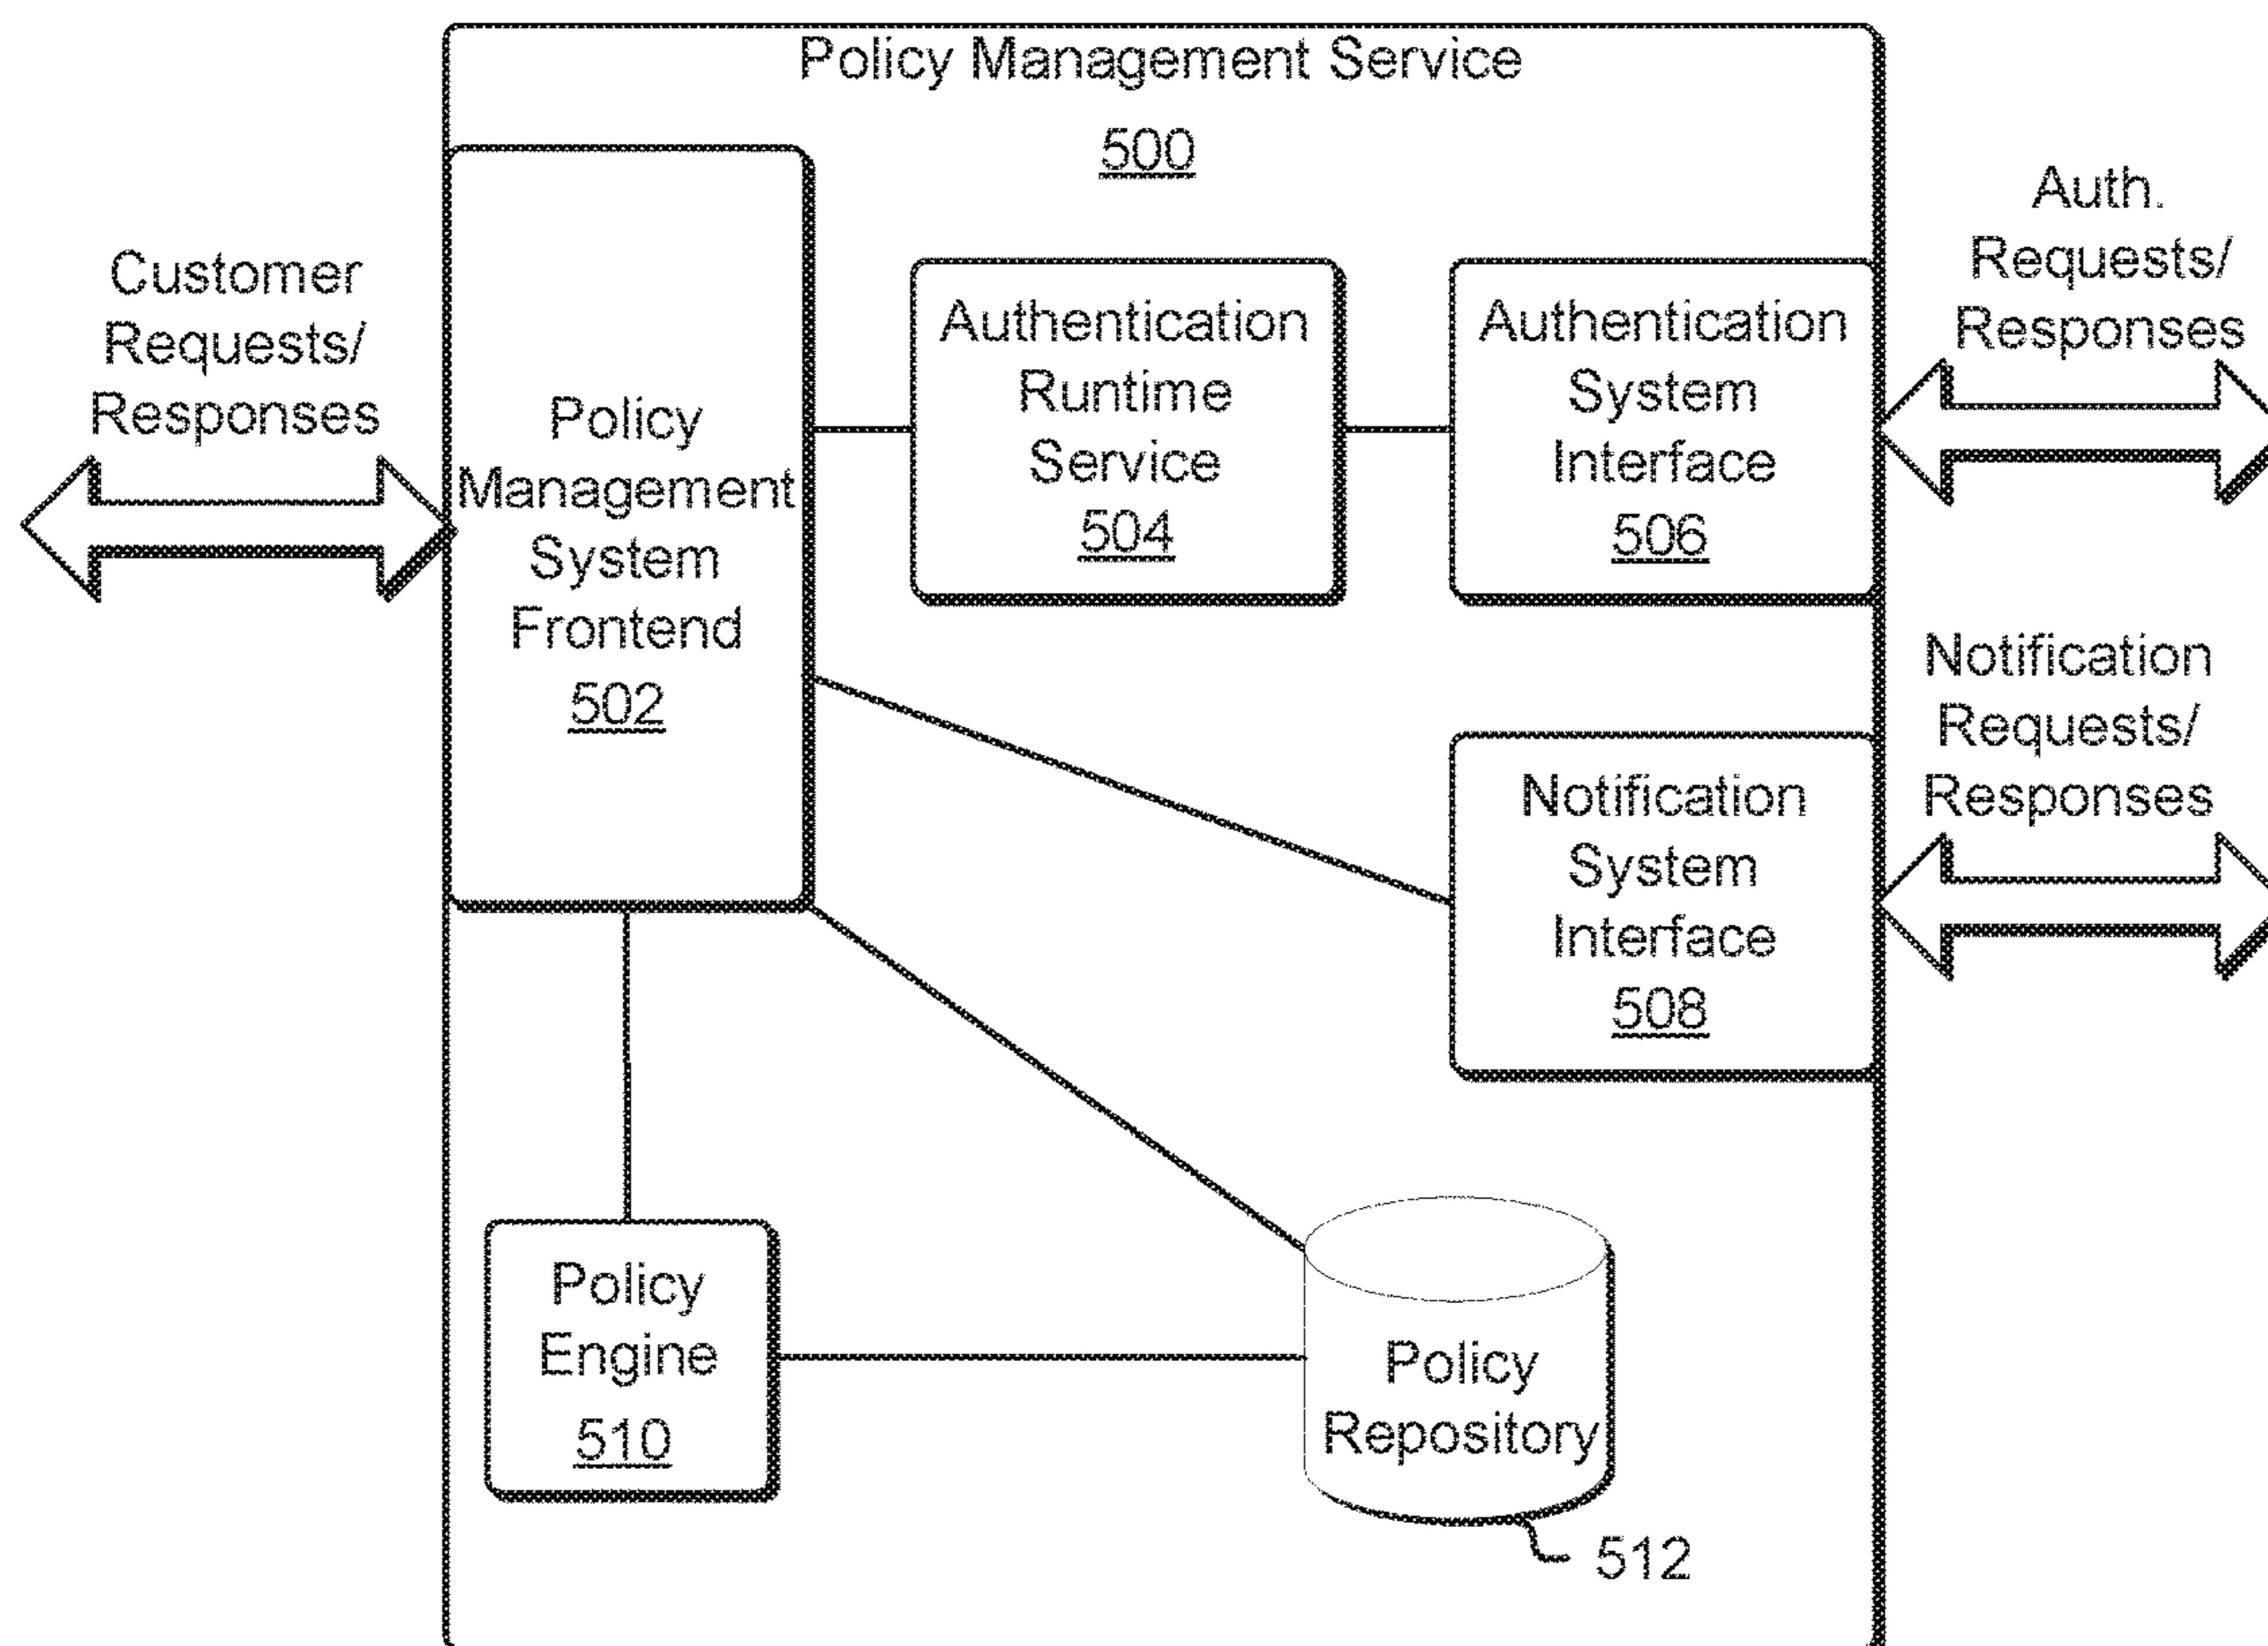 Policy Management Service
500
Customer
Requests/
Responses
Policy
Management
System
Frontend
502
Authentication
Runtime
Service
504
Authentication
System
Interface
506
Auth.
Requests/
Responses
Notification
System
Interface
508
Notification
Requests/
Responses
Policy
Engine
510
Policy
Repository
512